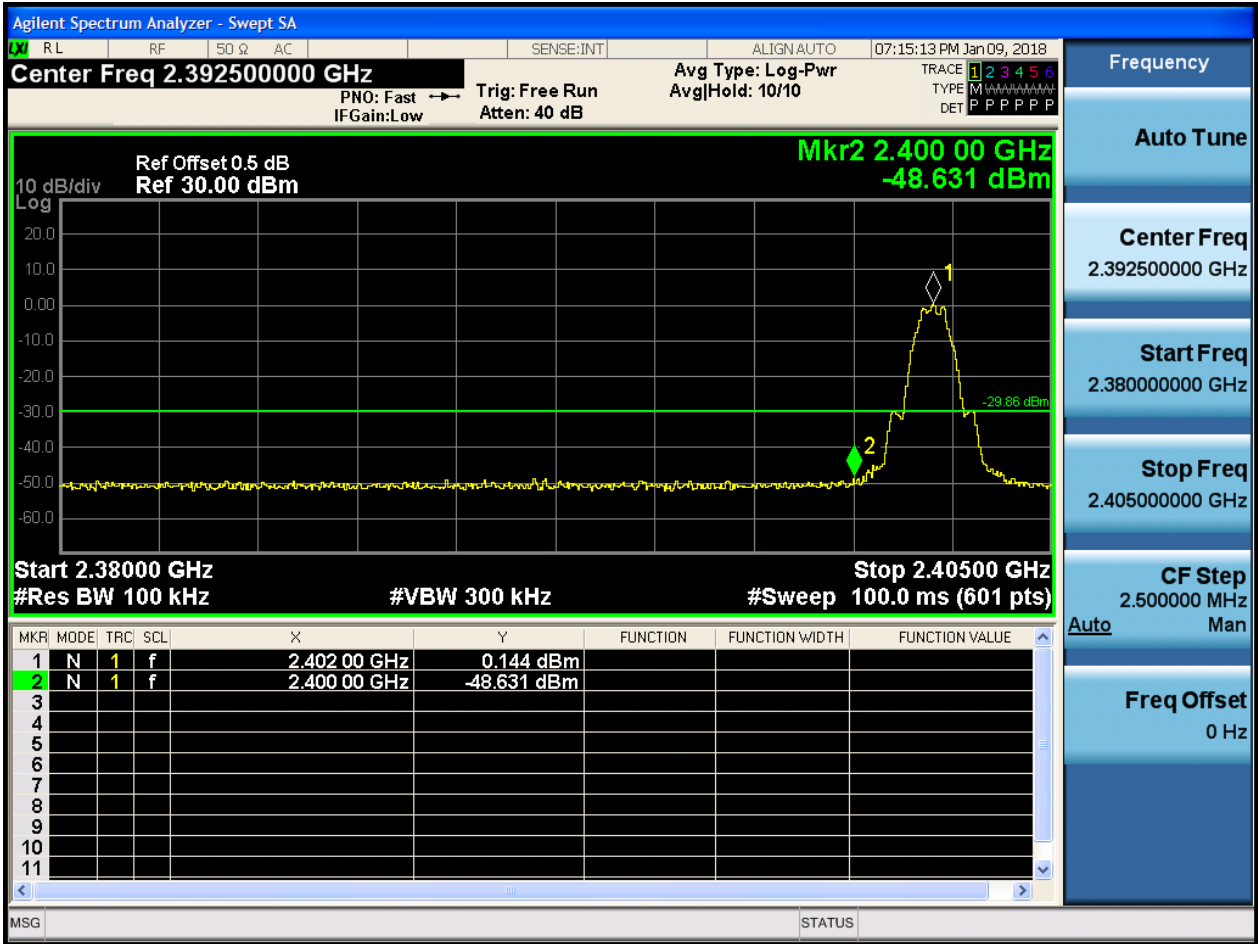 Agilent Spectrum Analyzer - Swept SA
LXI RL RF 50 Ω AC SENSE:INT ALIGN AUTO 07:15:13 PM Jan 09, 2018
Center Freq 2.392500000 GHz
PNO: Fast
IFGain:Low
Trig: Free Run
Atten: 40 dB
Avg Type: Log-Pwr
Avg|Hold: 10/10
TRACE 1 2 3 4 5 6
TYPE M W W W W W
DET P P P P P P
Mkr2 2.400 00 GHz
-48.631 dBm
Ref Offset 0.5 dB
10 dB/div Ref 30.00 dBm
Log
20.0
10.0
0.00
-10.0
-20.0
-30.0
-40.0
-50.0
-60.0
1
-29.86 dBm
2
Start 2.38000 GHz Stop 2.40500 GHz
#Res BW 100 kHz #VBW 300 kHz #Sweep 100.0 ms (601 pts)
MKR MODE TRC SCL X Y FUNCTION FUNCTION WIDTH FUNCTION VALUE
1 N 1 f 2.402 00 GHz 0.144 dBm
2 N 1 f 2.400 00 GHz -48.631 dBm
3
4
5
6
7
8
9
10
11
MSG STATUS
Frequency
Auto Tune
Center Freq
2.392500000 GHz
Start Freq
2.380000000 GHz
Stop Freq
2.405000000 GHz
CF Step
2.500000 MHz
Auto Man
Freq Offset
0 Hz